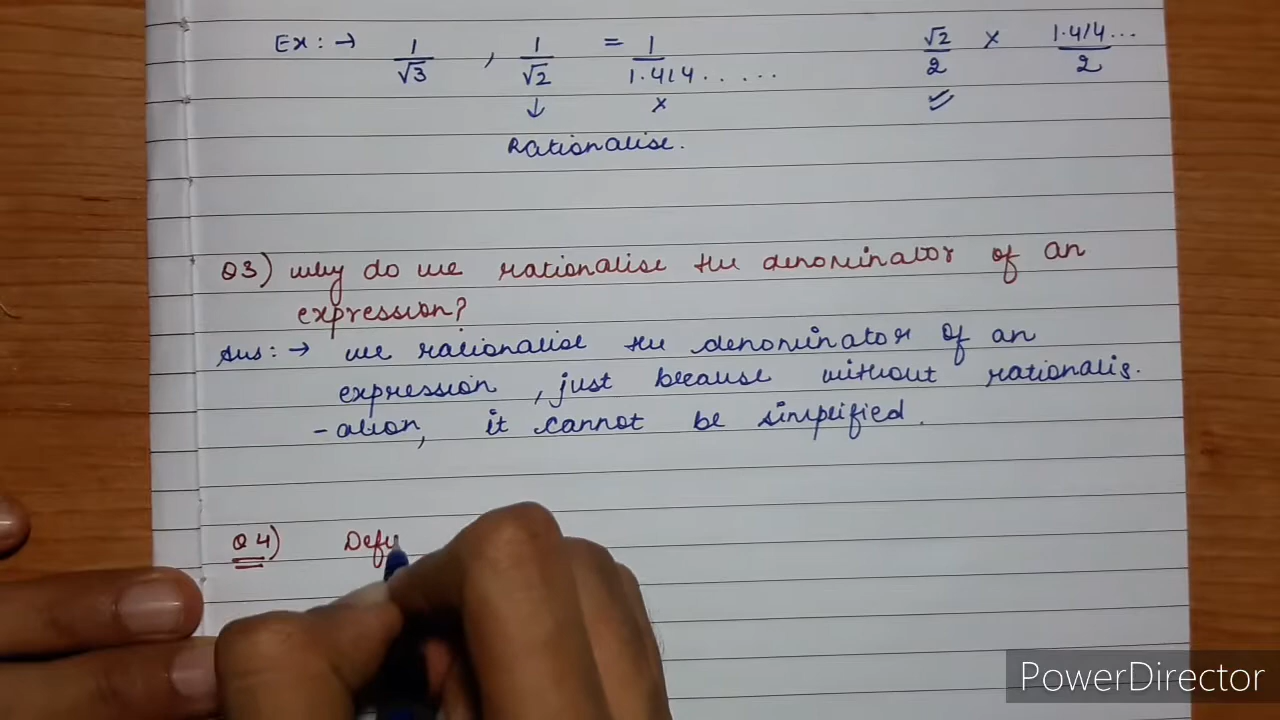 Ex: → 1/√3 , 1/√2 = 1/1.414...... √2/2 × 1.414.../2
↓ ×
Rationalise.
Q3) why do we rationalise the denominator of an
expression?
Ans: → we rationalise the denominator of an
expression, just because without rationalis.
-ation, it cannot be simplified.
Q4) Defi
PowerDirector